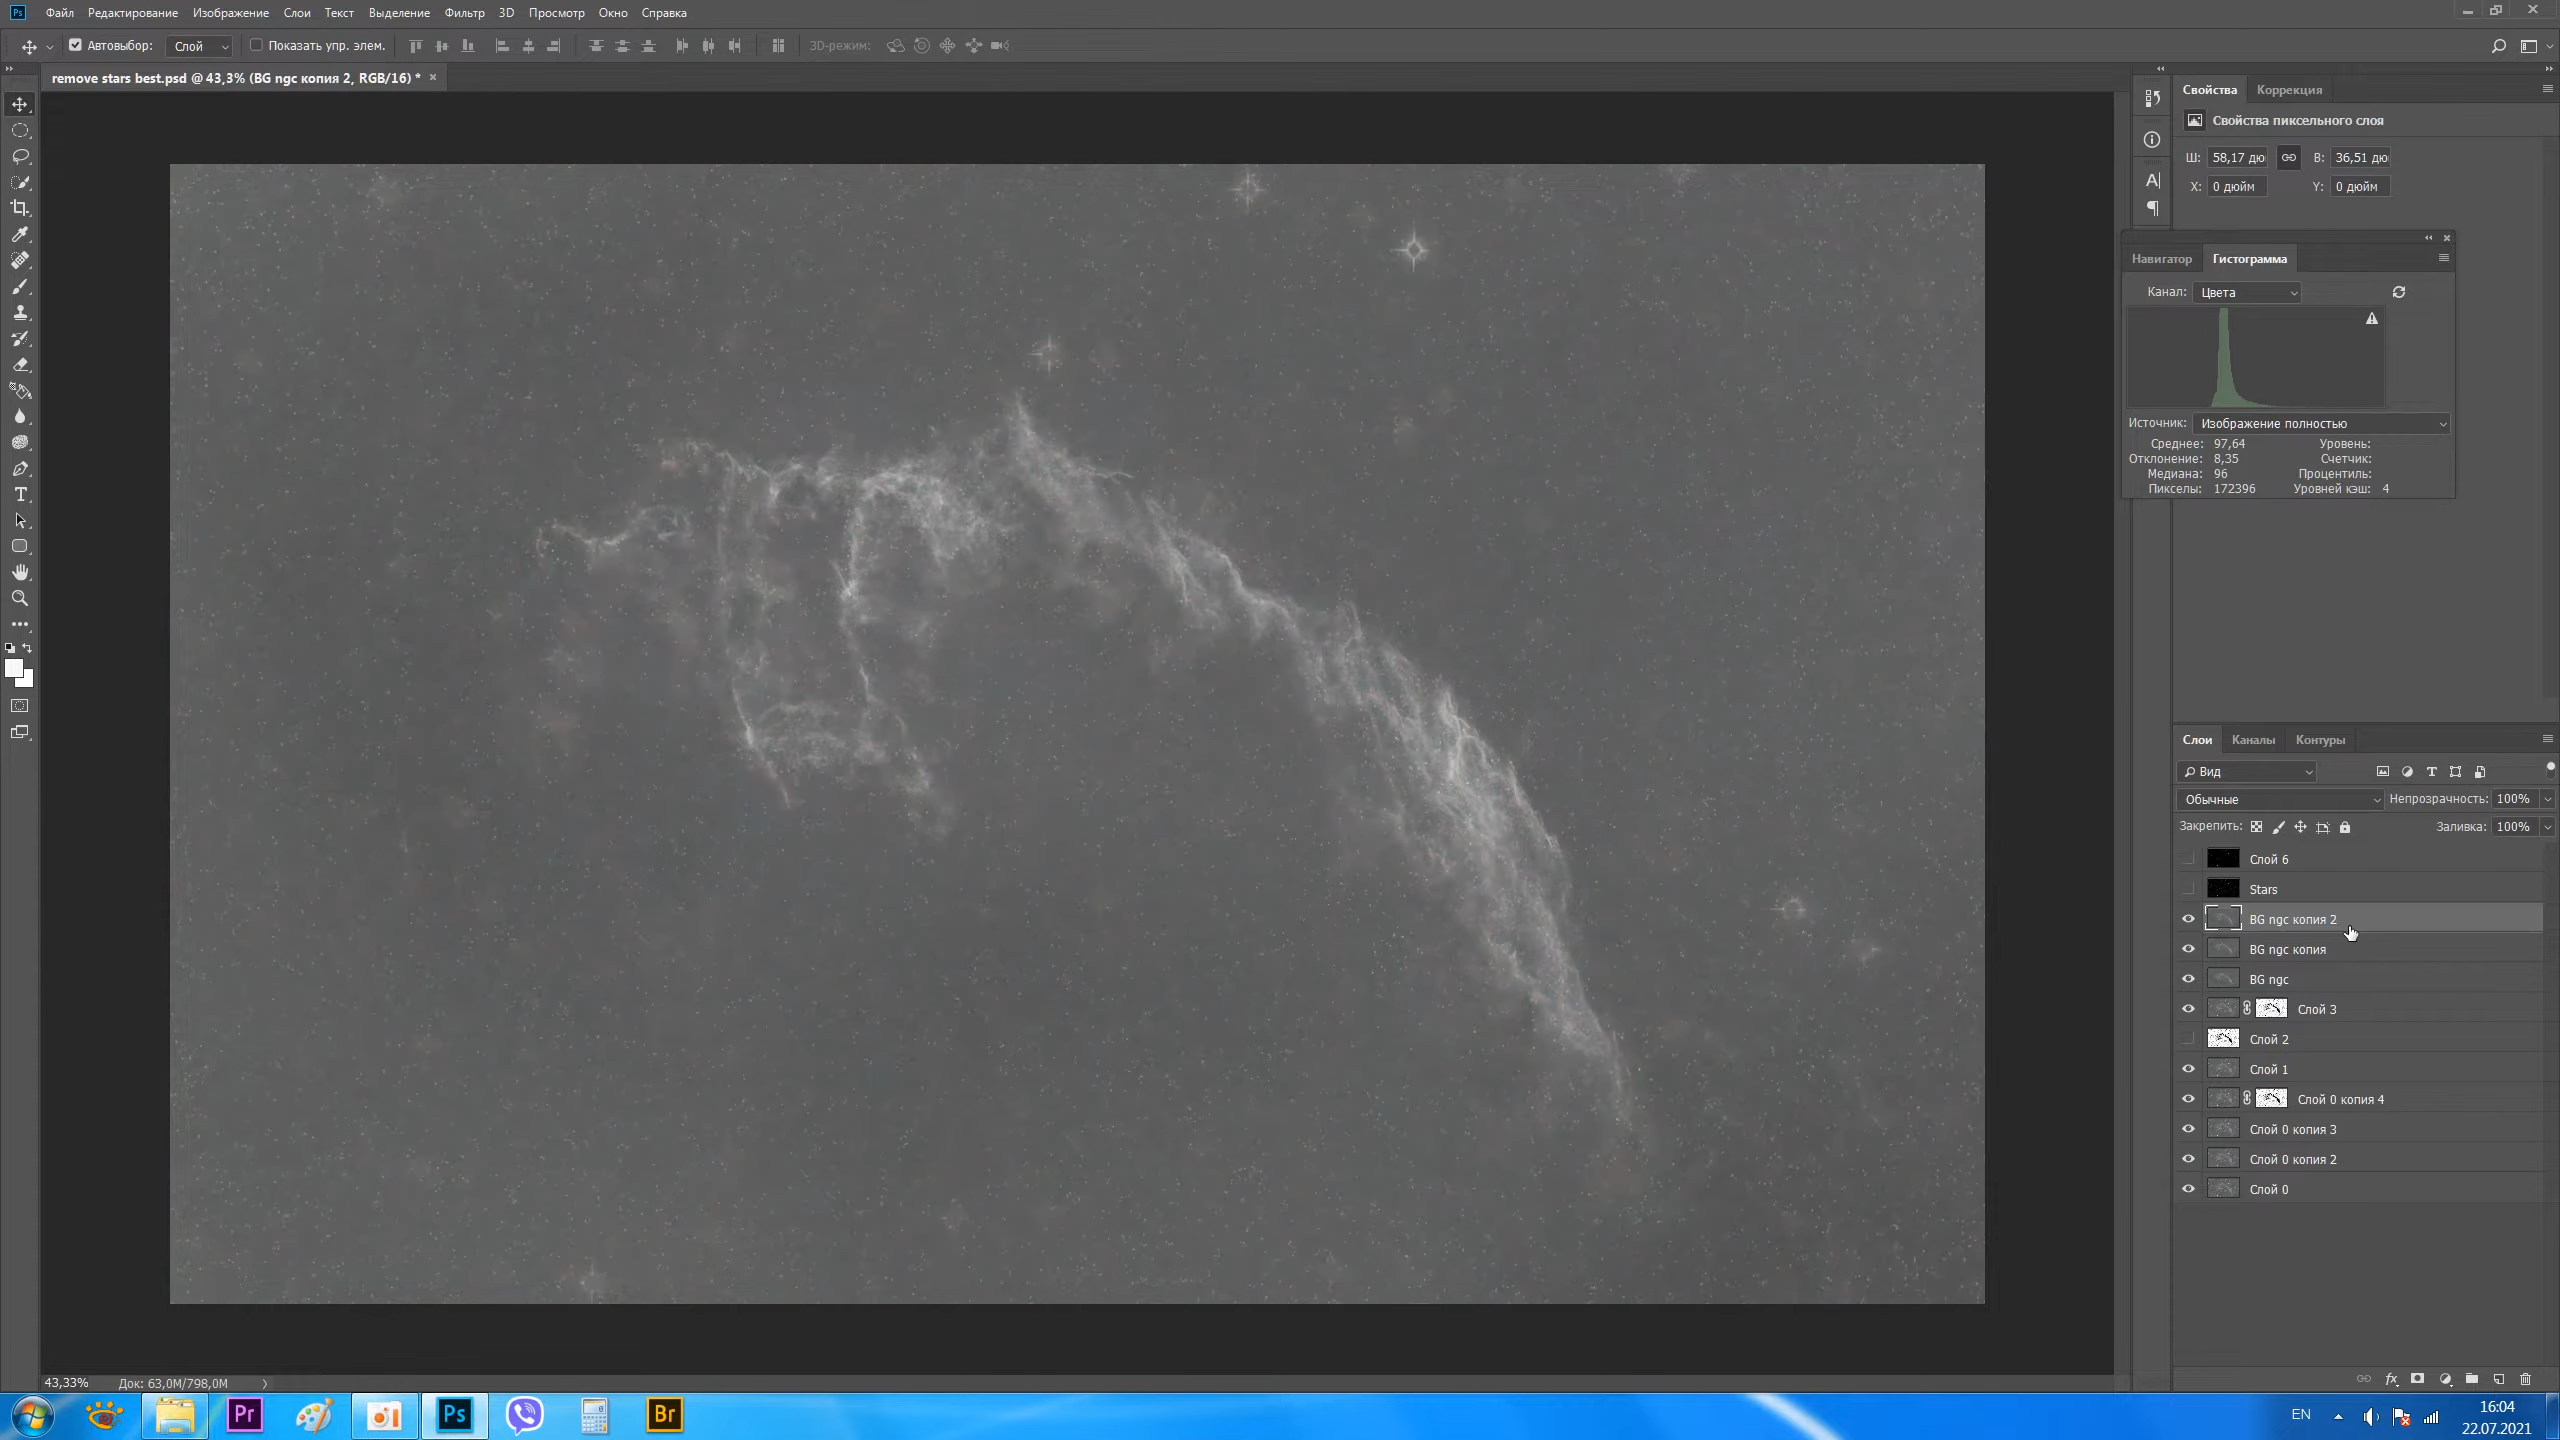 Ps Файл Редактирование Изображение Слои Текст Выделение Фильтр 3D Просмотр Окно Справка
Автовыбор: Слой Показать упр. элем. 3D-режим:
remove stars best.psd @ 43,3% (BG ngc копия 2, RGB/16) * ×
Свойства Коррекция
Свойства пиксельного слоя
Ш: 58,17 дю В: 36,51 дю
X: 0 дюйм Y: 0 дюйм
Навигатор Гистограмма
Канал: Цвета
Источник: Изображение полностью
Среднее: 97,64 Уровень:
Отклонение: 8,35 Счетчик:
Медиана: 96 Процентиль:
Пикселы: 172396 Уровней кэш: 4
Слои Каналы Контуры
Вид
Обычные Непрозрачность: 100%
Закрепить: Заливка: 100%
Слой 6
Stars
BG ngc копия 2
BG ngc копия
BG ngc
Слой 3
Слой 2
Слой 1
Слой 0 копия 4
Слой 0 копия 3
Слой 0 копия 2
Слой 0
fx
43,33% Док: 63,0M/798,0M
Pr Ps Br
EN 16:04
22.07.2021